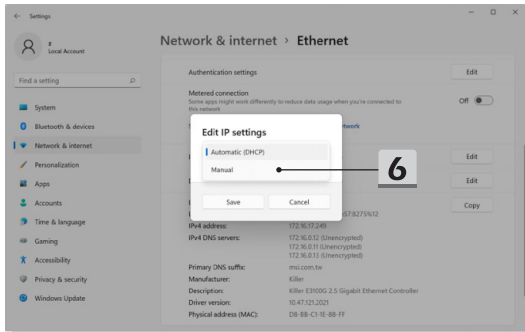 Settings
Network & internet > Ethernet
Local Account
Find a setting
System
Bluetooth & devices
Network & internet
Personalization
Apps
Accounts
Time & language
Gaming
Accessibility
Privacy & security
Windows Update
Authentication settings
Edit
Metered connection
Some apps might work differently to reduce data usage when you're connected to
this network
Off
Edit IP settings
Automatic (DHCP)
Manual
6
Save
Cancel
Edit
Edit
Copy
IPv4 address: 172.16.17.249
IPv4 DNS servers: 172.16.0.12 (Unencrypted)
172.16.0.11 (Unencrypted)
172.16.0.13 (Unencrypted)
Primary DNS suffix: msi.com.tw
Manufacturer: Killer
Description: Killer E3100G 2.5 Gigabit Ethernet Controller
Driver version: 10.47.121.2021
Physical address (MAC): D8-BB-C1-1E-8B-FF